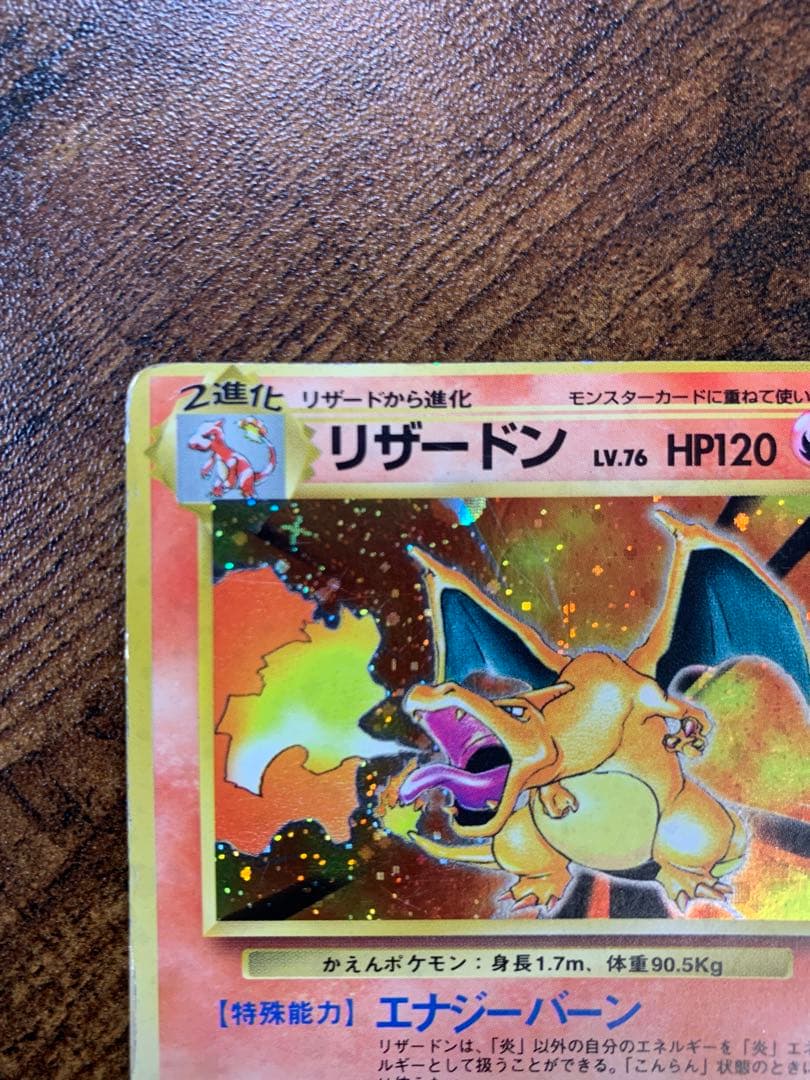 2進化 リザードから進化 モンスターカードに重ねて使い
リザードン LV.76 HP120
かえんポケモン：身長1.7m、体重90.5Kg
【特殊能力】 エナジーバーン
リザードンは、「炎」以外の自分のエネルギーを「炎」エネ
ルギーとして扱うことができる。「こんらん」状態のときに